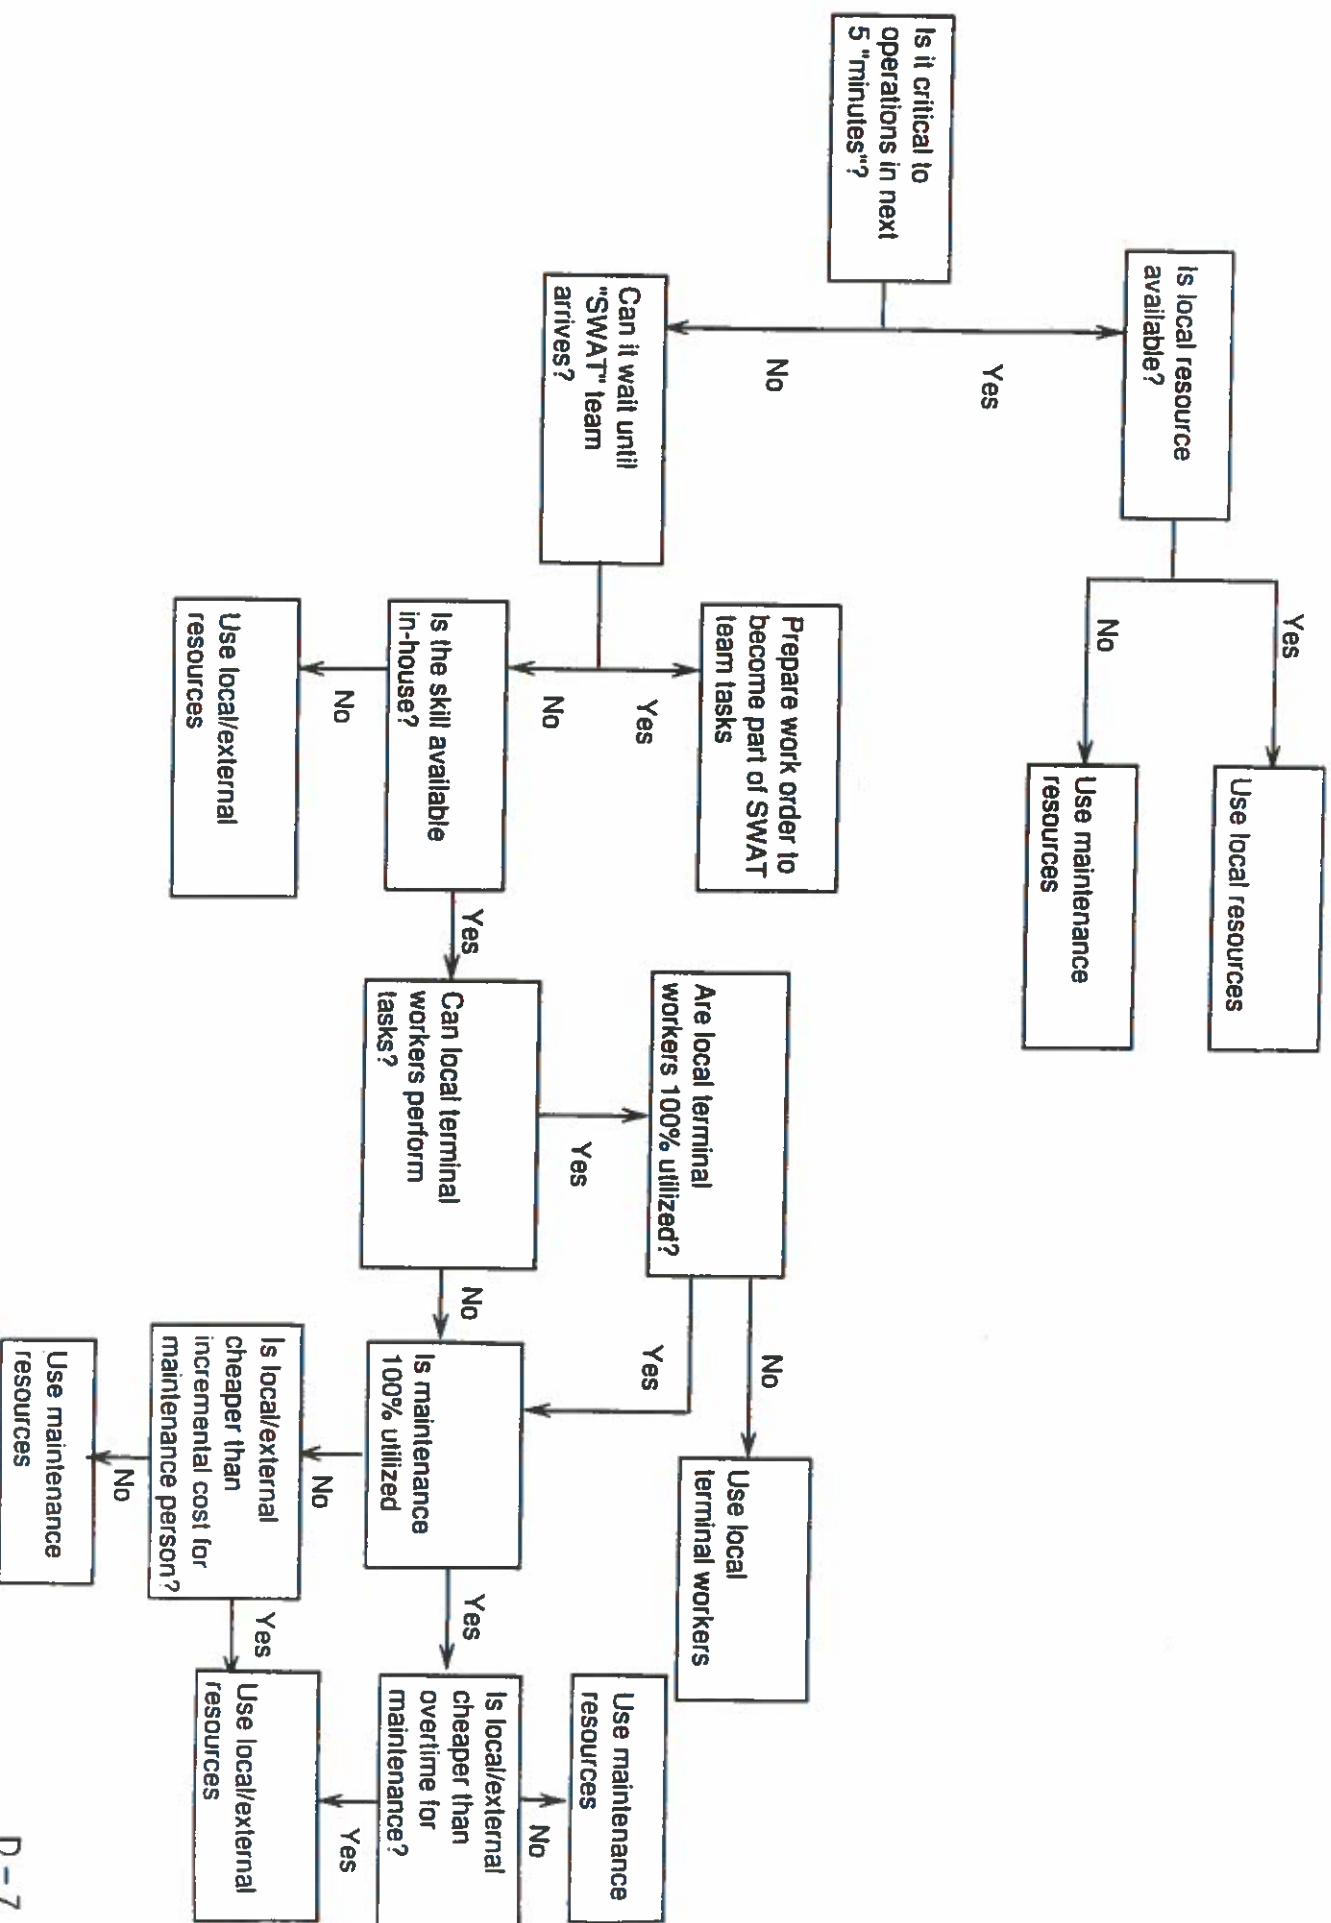 Is it critical to
operations in next
5 "minutes"?
Yes
No
Is local resource
available?
Yes
No
Use local resources
Use maintenance
resources
Can it wait until
"SWAT" team
arrives?
Yes
No
Prepare work order to
become part of SWAT
team tasks
Is the skill available
in-house?
No
Yes
Use local/external
resources
Can local terminal
workers perform
tasks?
Yes
No
Are local terminal
workers 100% utilized?
No
Yes
Use local
terminal workers
Is maintenance
100% utilized
No
Yes
Is local/external
cheaper than
incremental cost for
maintenance person?
No
Yes
Use maintenance
resources
Use local/external
resources
Is local/external
cheaper than
overtime for
maintenance?
No
Yes
Use maintenance
resources
D-7